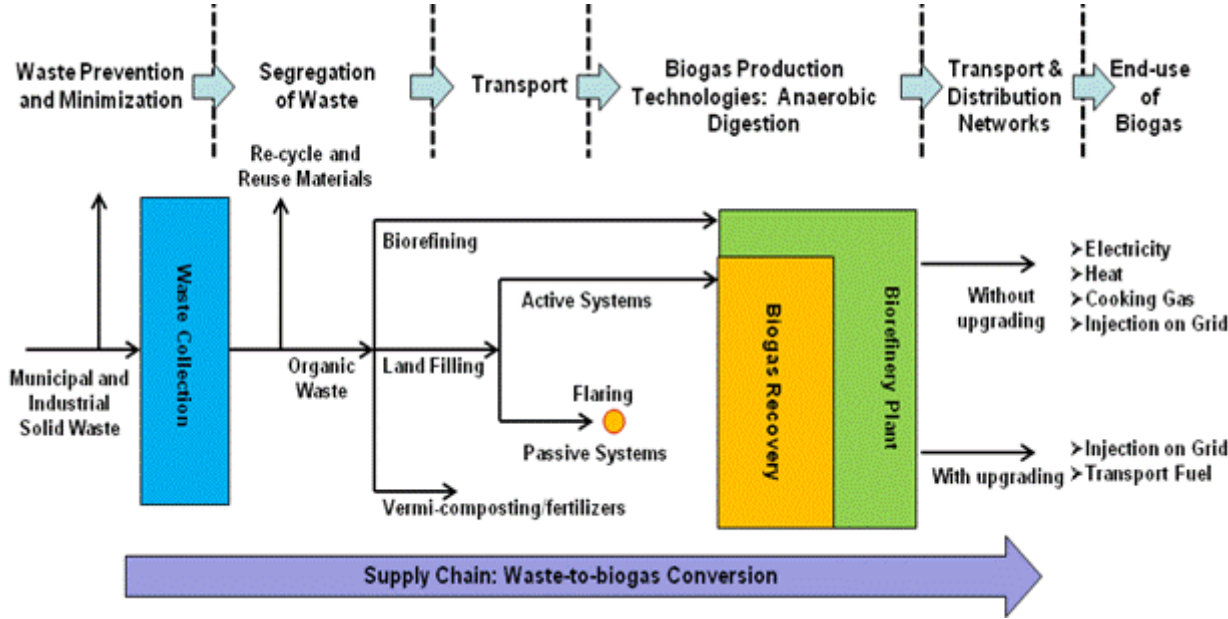 Waste Prevention
and Minimization
Segregation
of Waste
Transport
Biogas Production
Technologies: Anaerobic
Digestion
Transport &
Distribution
Networks
End-use
of
Biogas
Re-cycle and
Reuse Materials
Municipal and
Industrial
Solid Waste
Waste Collection
Organic
Waste
Biorefining
Land Filling
Active Systems
Flaring
Passive Systems
Vermi-composting/fertilizers
Biogas Recovery
Biorefinery Plant
Without
upgrading
➢Electricity
➢Heat
➢Cooking Gas
➢Injection on Grid
With upgrading
➢Injection on Grid
➢Transport Fuel
Supply Chain: Waste-to-biogas Conversion